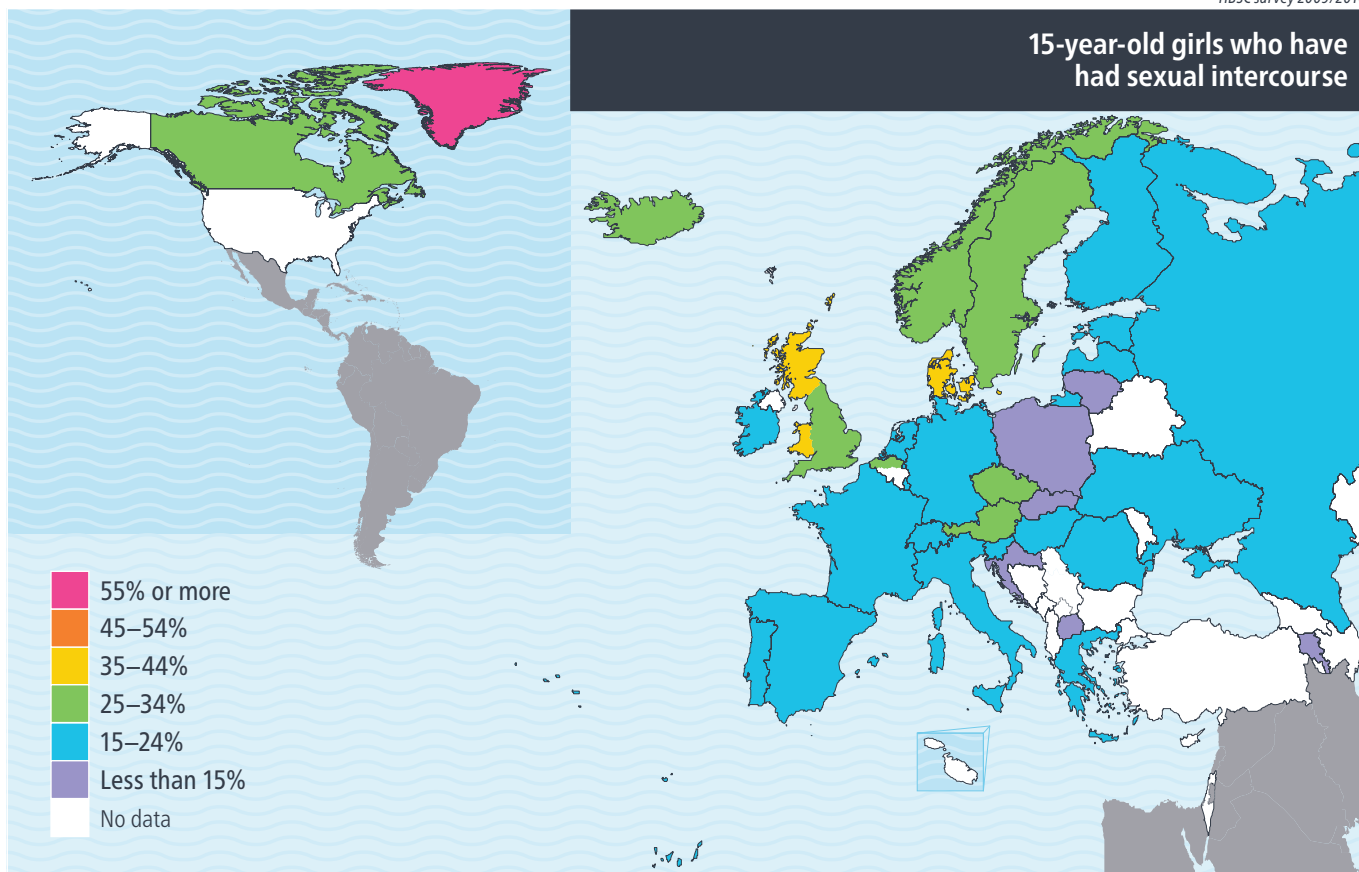 15-year-old girls who have
had sexual intercourse
55% or more
45–54%
35–44%
25–34%
15–24%
Less than 15%
No data